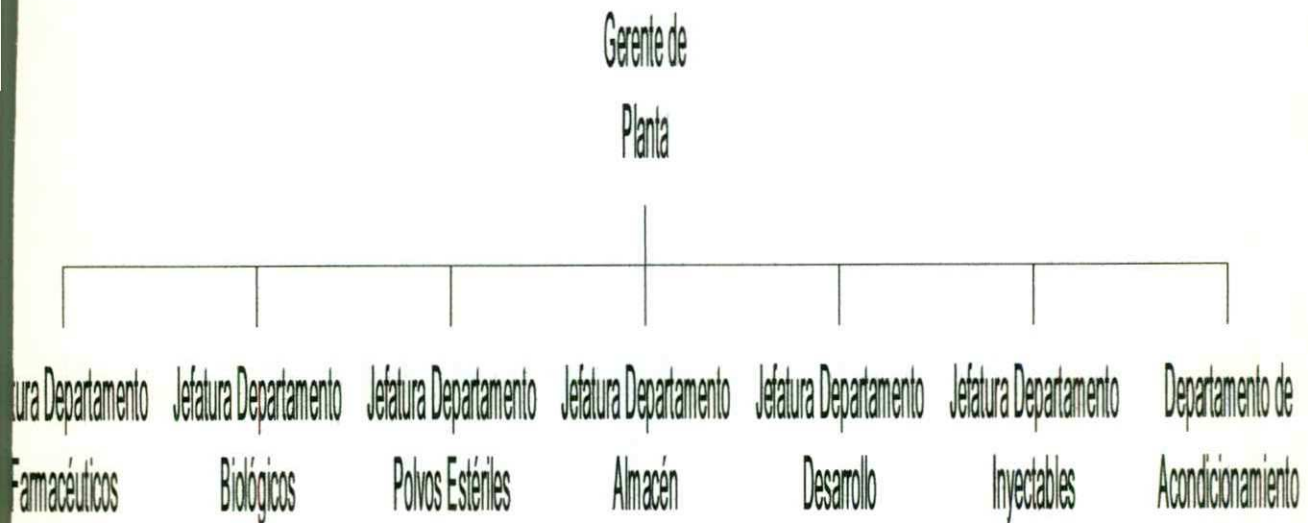 Gerente de
Planta
tura Departamento
Farmacéuticos
Jefatura Departamento
Biológicos
Jefatura Departamento
Polvos Estériles
Jefatura Departamento
Almacén
Jefatura Departamento
Desarrollo
Jefatura Departamento
Inyectables
Departamento de
Acondicionamiento